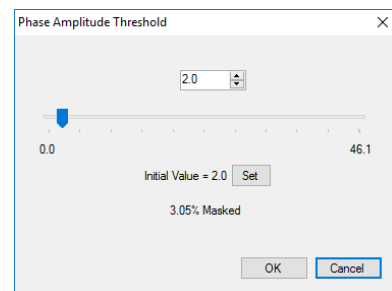 Phase Amplitude Threshold
2.0
0.0 46.1
Initial Value = 2.0 Set
3.05% Masked
OK Cancel